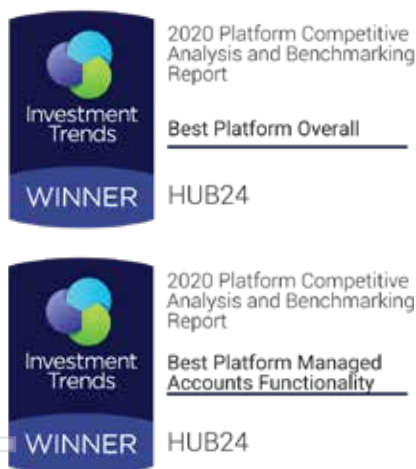 2020 Platform Competitive
Analysis and Benchmarking
Report
Investment
Trends
Best Platform Overall
WINNER
HUB24
2020 Platform Competitive
Analysis and Benchmarking
Report
Investment
Trends
Best Platform Managed
Accounts Functionality
WINNER
HUB24